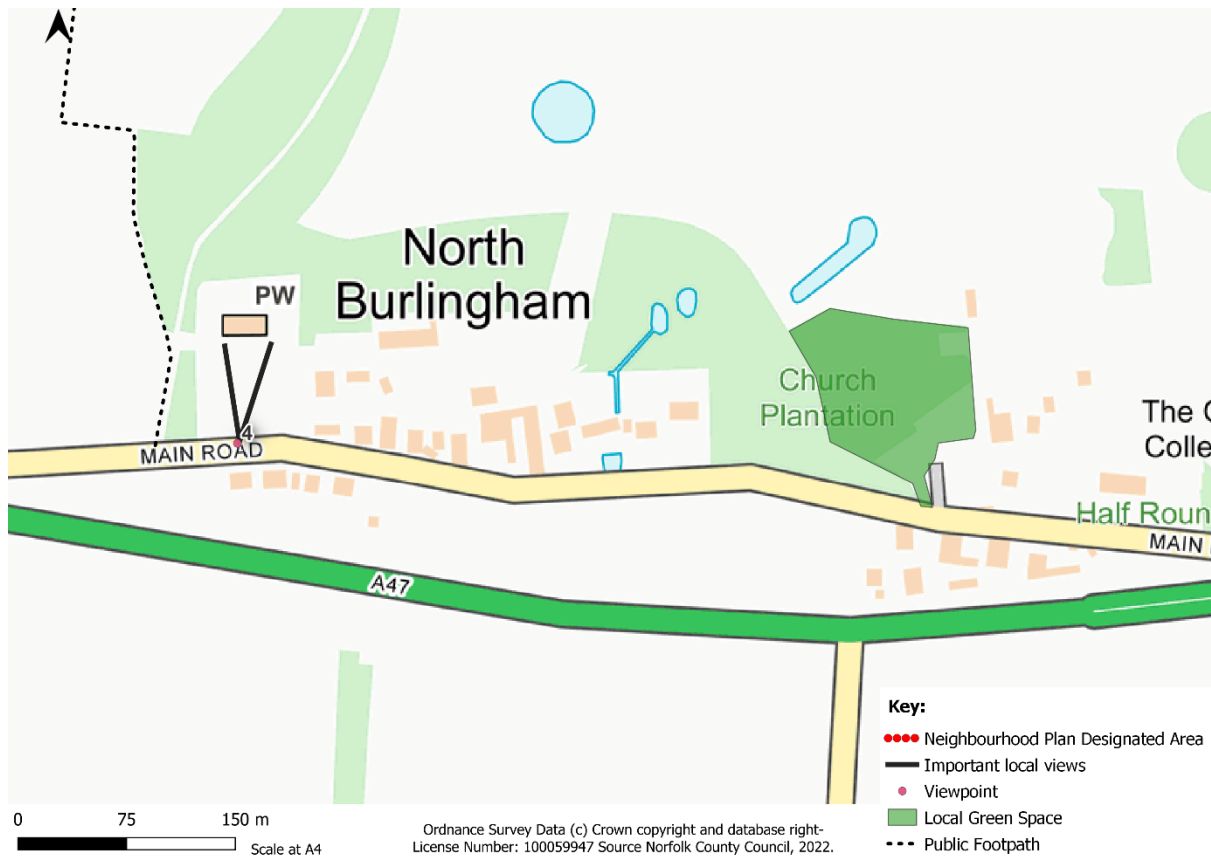 North
Burlingham
PW
Church
Plantation
The C
Colle
4
MAIN ROAD
Half Roun
MAIN
A47
Key:
Neighbourhood Plan Designated Area
Important local views
Viewpoint
Local Green Space
Public Footpath
0 75 150 m
Scale at A4
Ordnance Survey Data (c) Crown copyright and database right-
License Number: 100059947 Source Norfolk County Council, 2022.